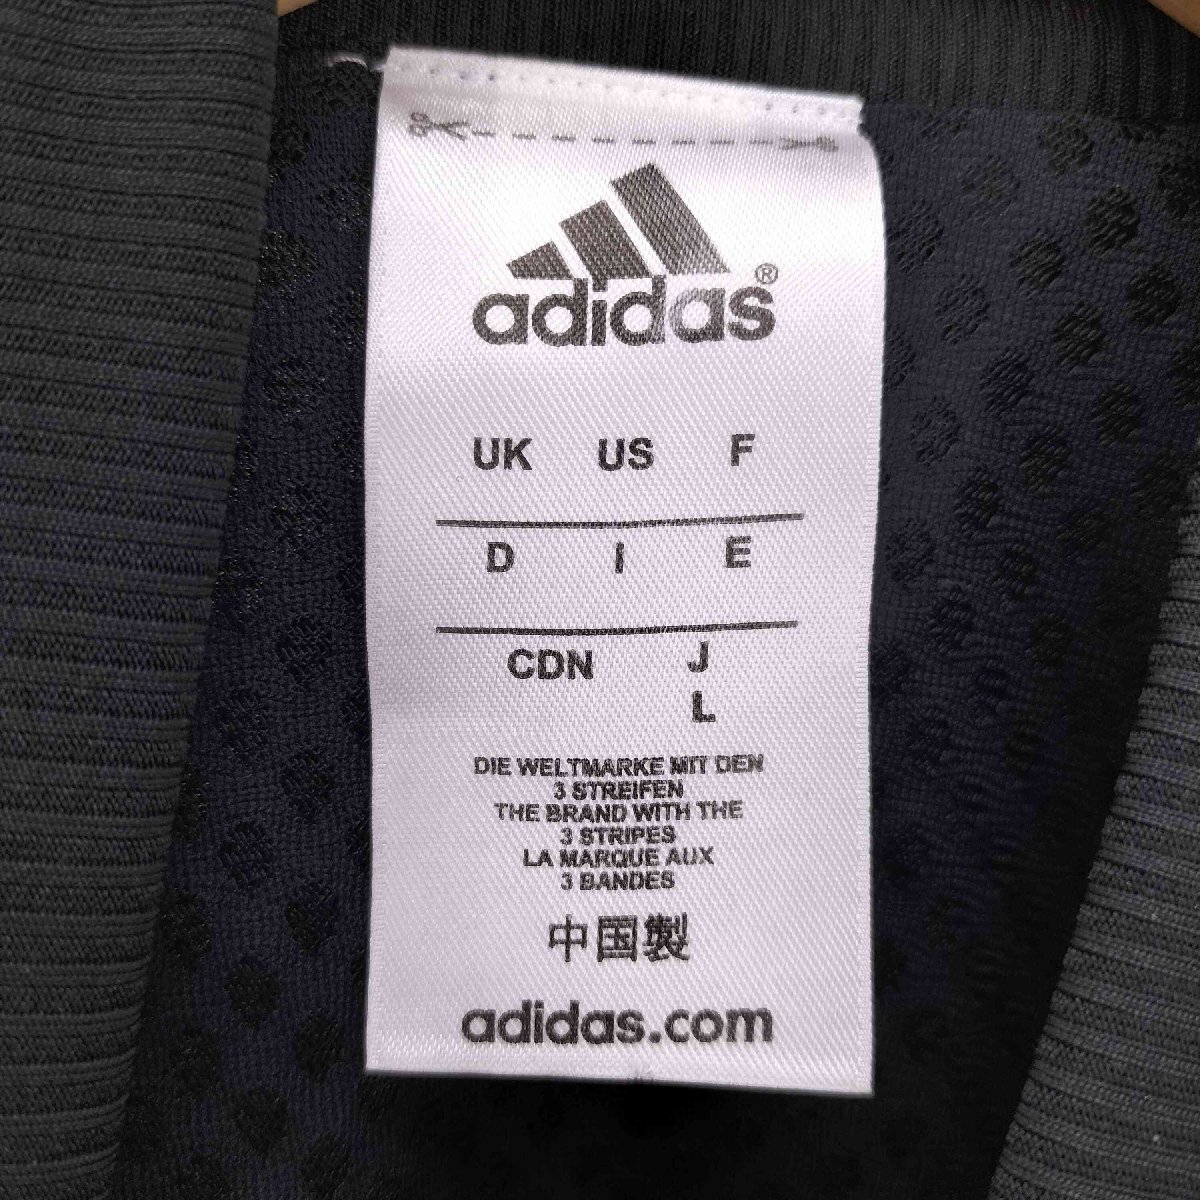 adidas®
UK US F
D I E
CDN J
L
DIE WELTMARKE MIT DEN
3 STREIFEN
THE BRAND WITH THE
3 STRIPES
LA MARQUE AUX
3 BANDES
中国製
adidas.com